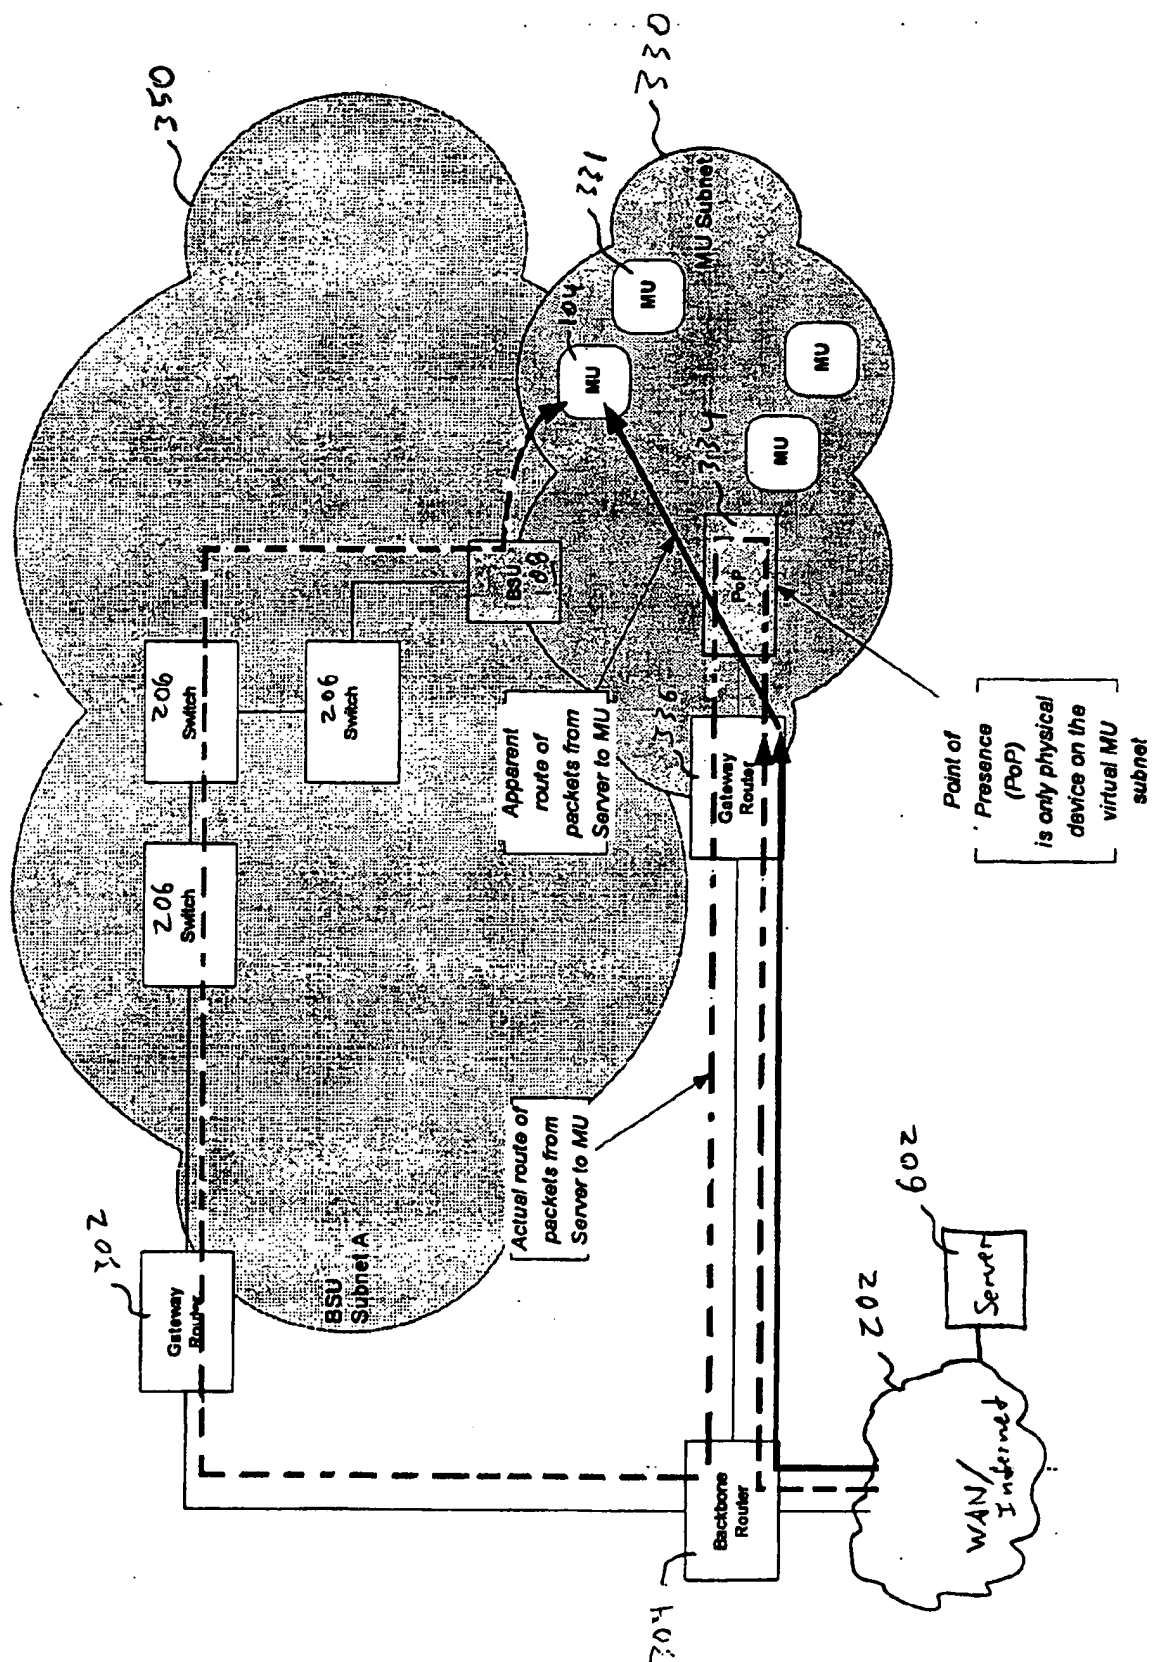 350
330
MU Subnet
331
MU
104
MU
MU
MU
334
PoP
BSU
108
206
Switch
206
Switch
206
Switch
336
Gateway
Router
Apparent
route of
packets from
Server to MU
Point of
Presence
(PoP)
is only physical
device on the
virtual MU
subnet
Actual route of
packets from
Server to MU
302
Gateway
Router
BSU
Subnet A
304
Backbone
Router
202
WAN/
Internet
602
Server